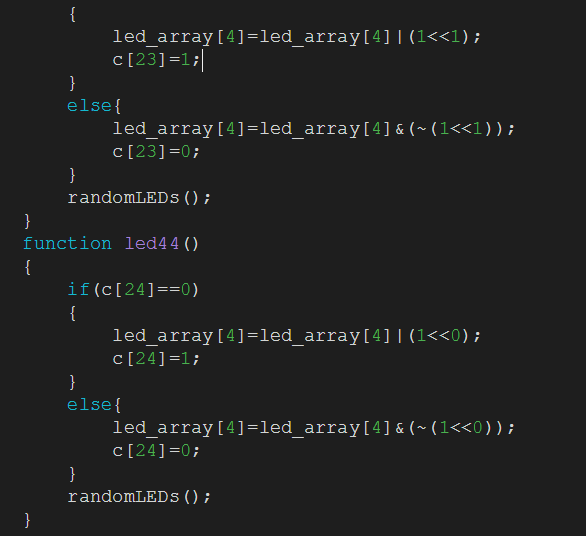 {
led_array[4]=led_array[4]|(1<<1);
c[23]=1;
}
else{
led_array[4]=led_array[4]&(~(1<<1));
c[23]=0;
}
randomLEDs();
}
function led44()
{
if(c[24]==0)
{
led_array[4]=led_array[4]|(1<<0);
c[24]=1;
}
else{
led_array[4]=led_array[4]&(~(1<<0));
c[24]=0;
}
randomLEDs();
}